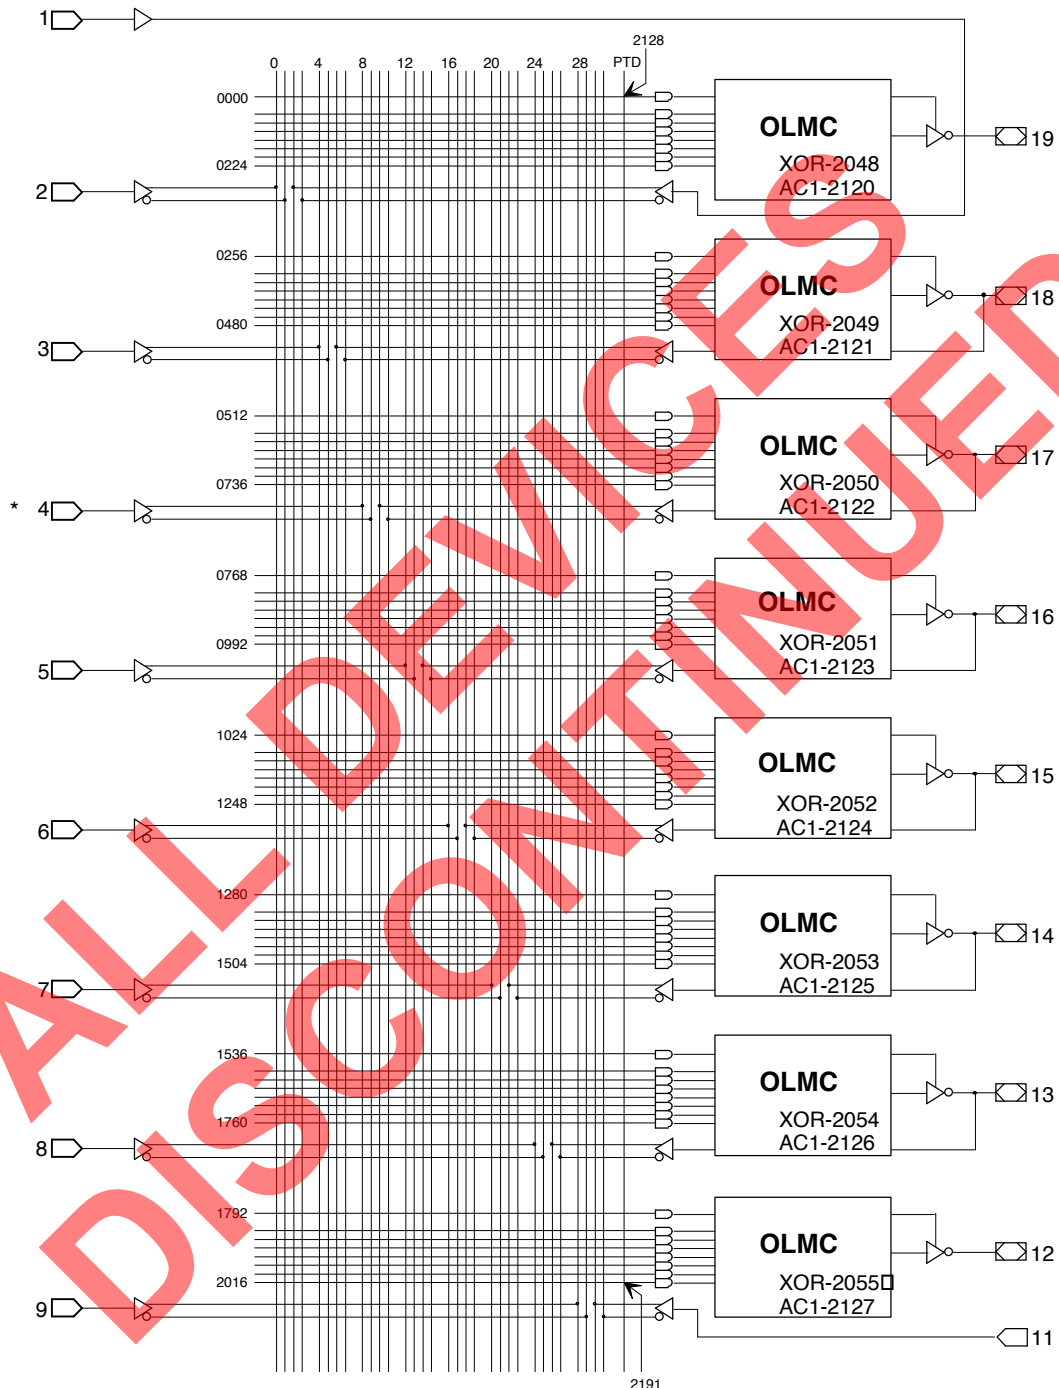 1
2128
0 4 8 12 16 20 24 28 PTD
0000
OLMC
XOR-2048
AC1-2120
19
0224
2
0256
OLMC
XOR-2049
AC1-2121
18
0480
3
0512
OLMC
XOR-2050
AC1-2122
17
0736
* 4
0768
OLMC
XOR-2051
AC1-2123
16
0992
5
1024
OLMC
XOR-2052
AC1-2124
15
1248
6
1280
OLMC
XOR-2053
AC1-2125
14
1504
7
1536
OLMC
XOR-2054
AC1-2126
13
1760
8
1792
OLMC
XOR-2055
AC1-2127
12
2016
9
11
2191
ALL DEVICES
DISCONTINUED